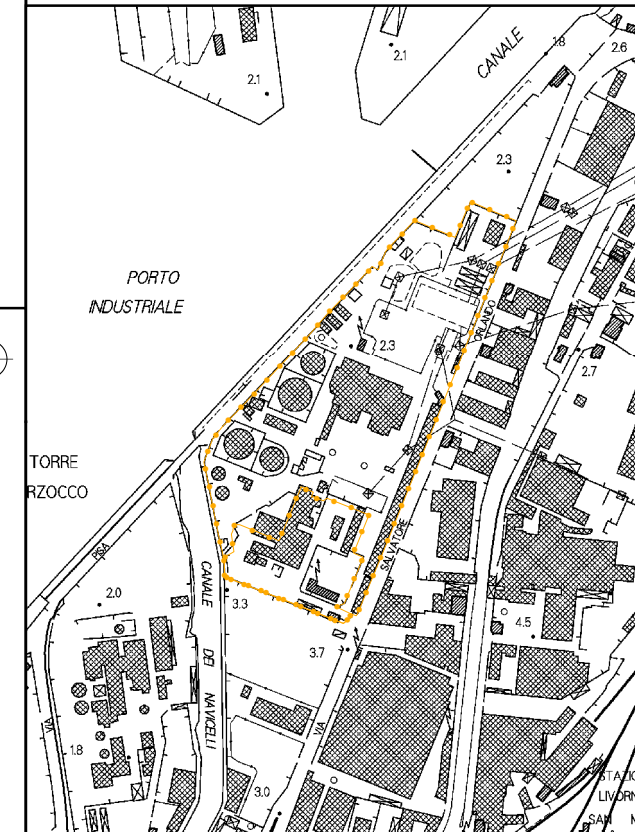 CANALE
1.8
2.6
2.1
2.1
2.3
PORTO
INDUSTRIALE
ORLANDO
2.3
2.7
TORRE
RZOCCO
PISA
SALVATORE
2.0
CANALE
3.3
4.5
3.7
DEI NAVICELLI
VIA
VIA
1.8
3.0
STAZIO
LIVORN
SAN M